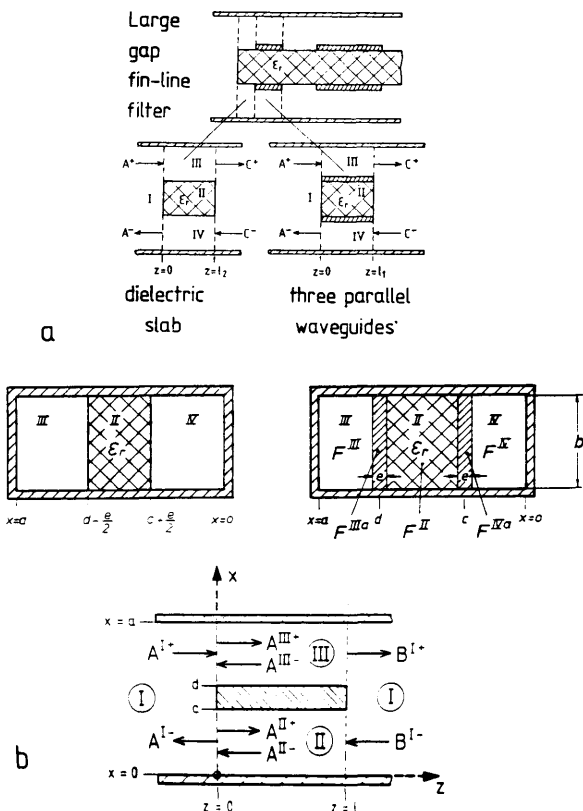 Large
gap
fin-line
filter
εr
A⁺ III C⁺
I II εr
A⁻ IV C⁻
z=0 z=l₂
dielectric
slab
A⁺ III C⁺
I II εr
A⁻ IV C⁻
z=0 z=l₁
three parallel
waveguides'
a
III II IV
εr
x=a d-e/2 c+e/2 x=0
III II IV
F^III εr F^IV
e e
b
x=a F^IIIa d F^II c F^IVa x=0
x
x=a
A^I+ A^III+ B^I+
A^III- III
I d I
c
A^I- A^II+ II B^I-
A^II-
b
x=0 z
z=0 z=l